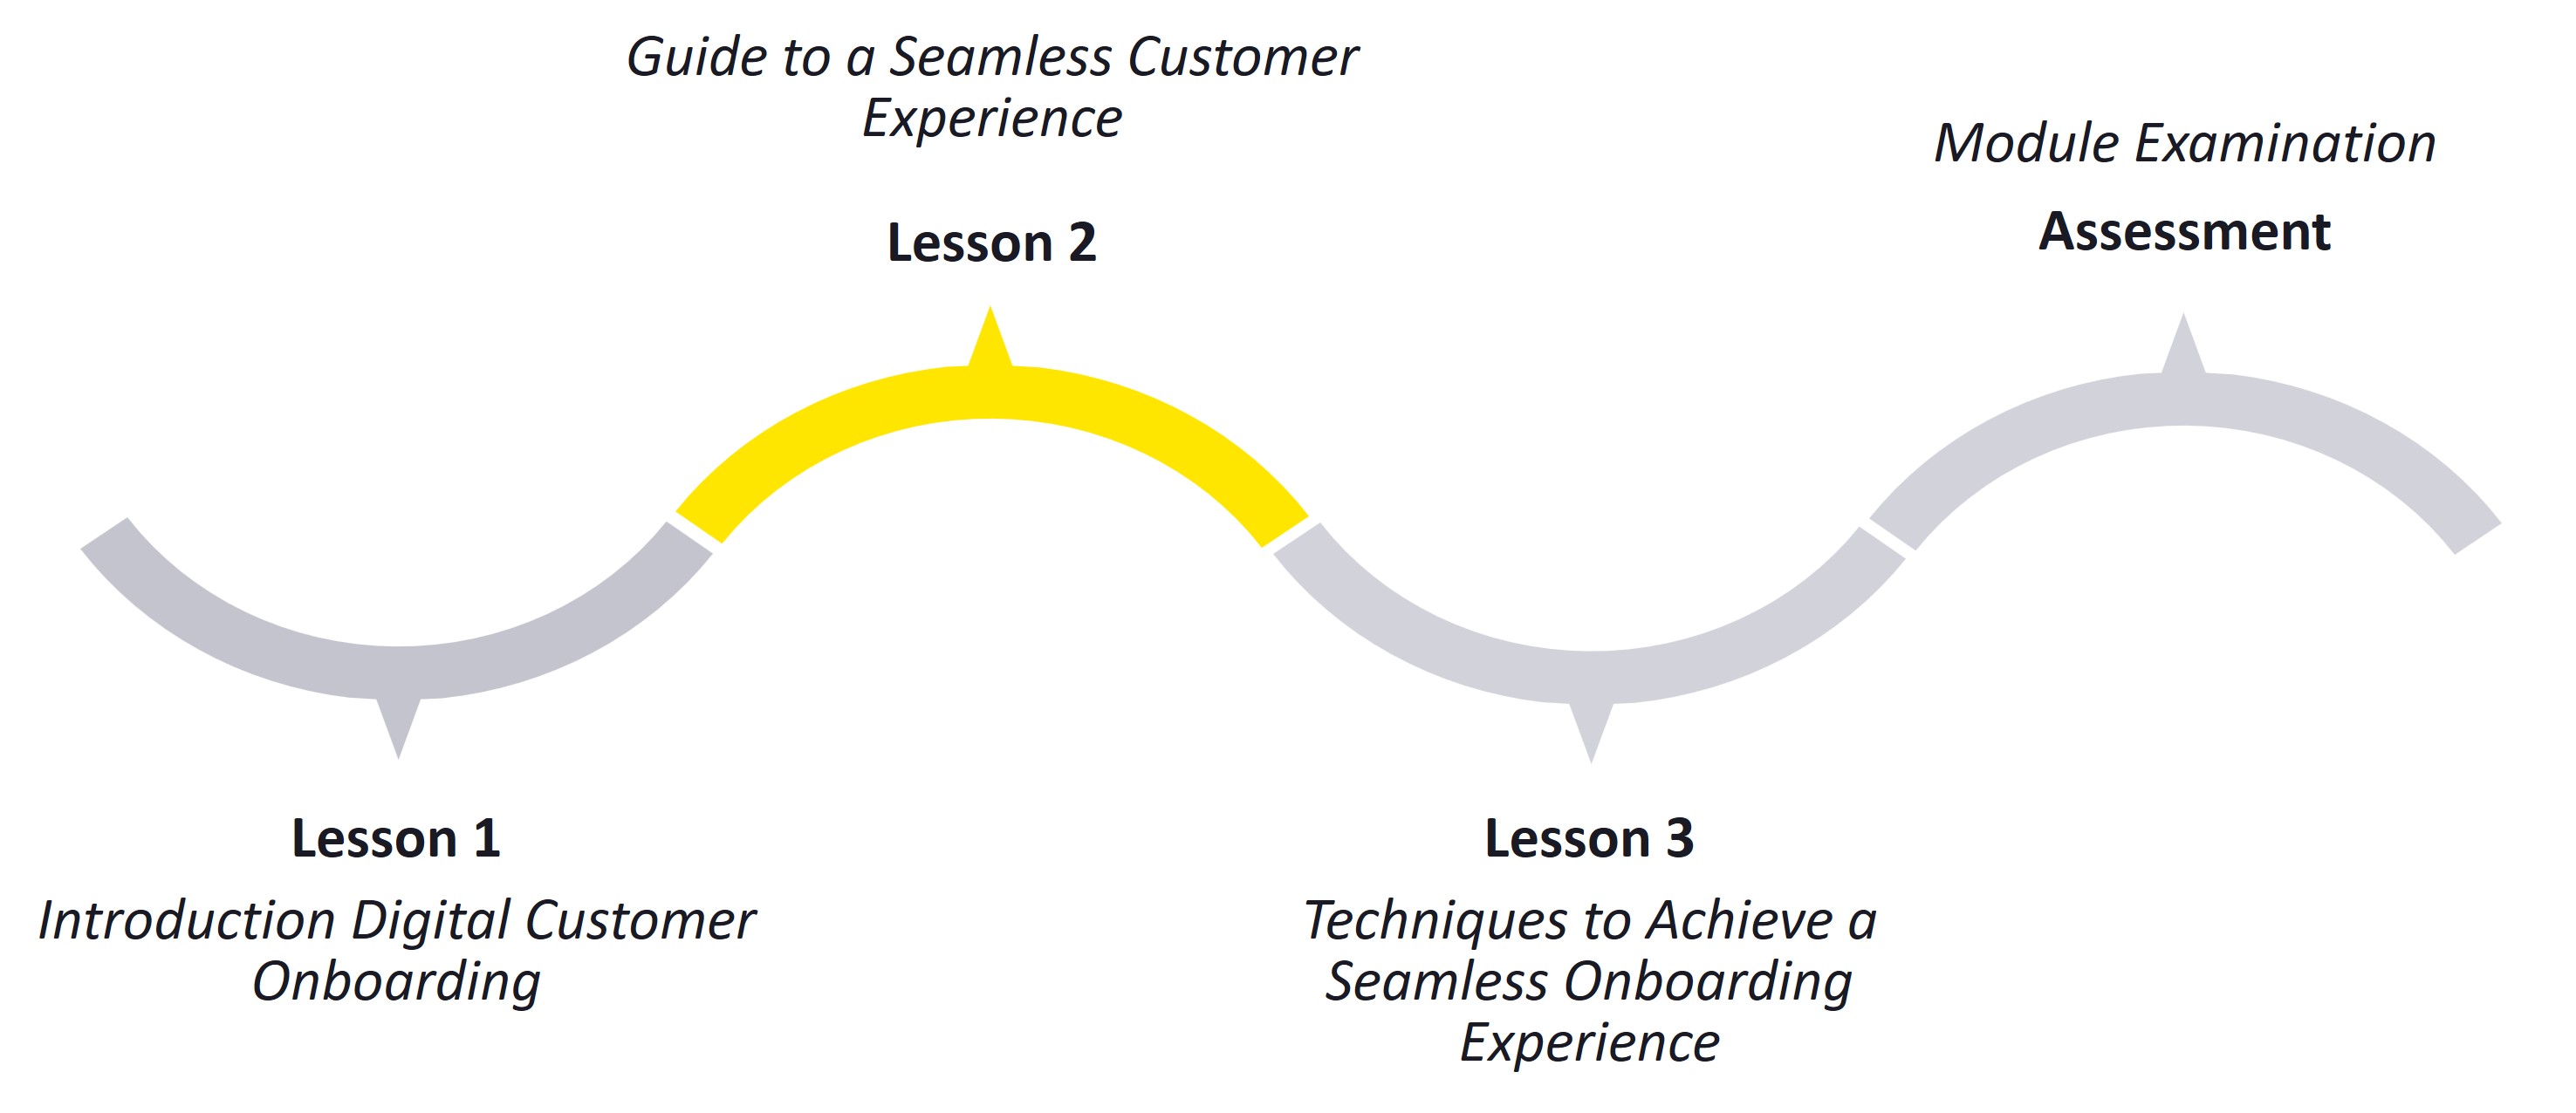 Guide to a Seamless Customer
Experience
Lesson 2
Module Examination
Assessment
Lesson 1
Introduction Digital Customer
Onboarding
Lesson 3
Techniques to Achieve a
Seamless Onboarding
Experience